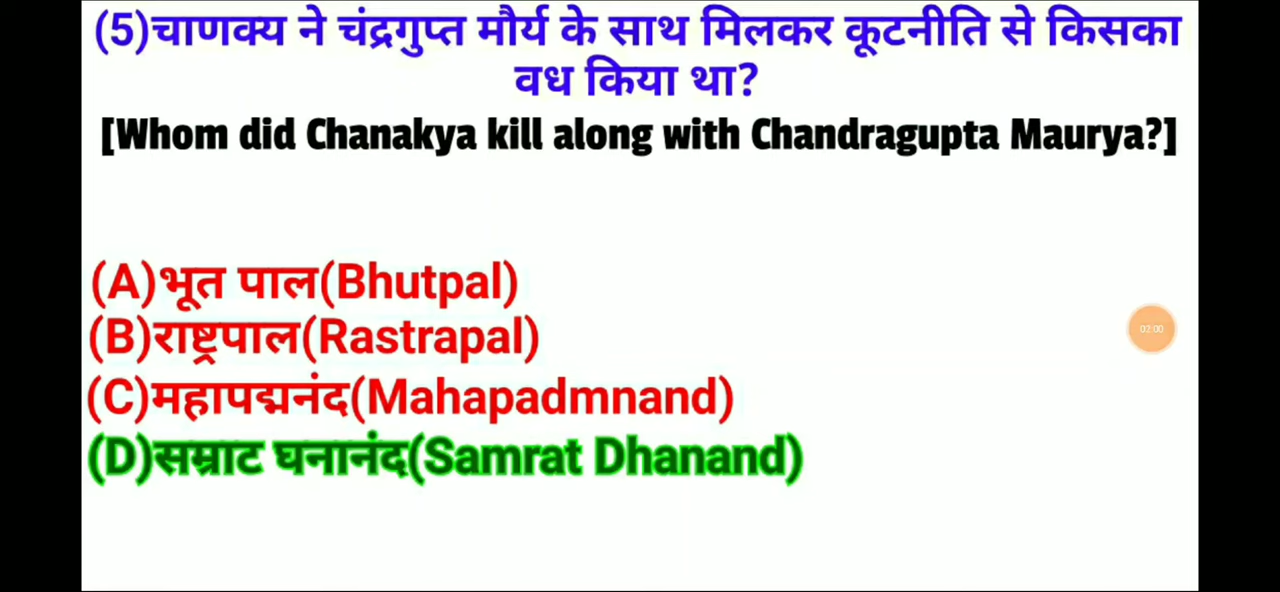 (5)चाणक्य ने चंद्रगुप्त मौर्य के साथ मिलकर कूटनीति से किसका
वध किया था?
[Whom did Chanakya kill along with Chandragupta Maurya?]
(A)भूत पाल(Bhutpal)
(B)राष्ट्रपाल(Rastrapal)
02:00
(C)महापद्मनंद(Mahapadmnand)
(D)सम्राट घनानंद(Samrat Dhanand)